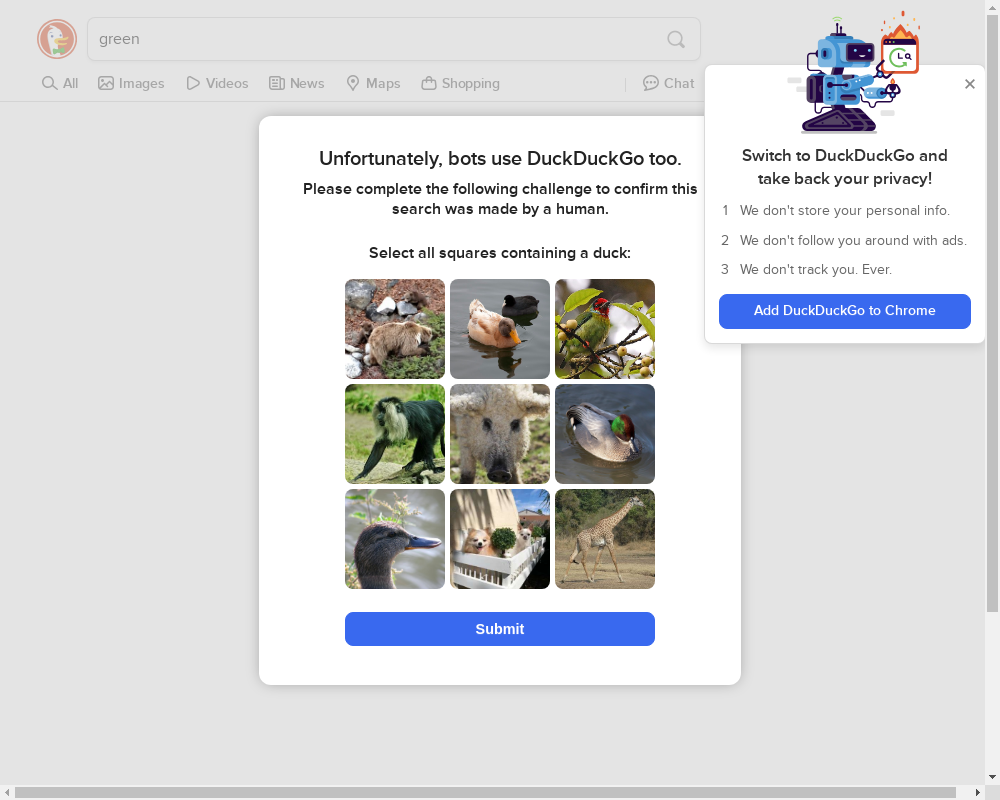 green
All
Images
Videos
News
Maps
Shopping
Chat
Unfortunately, bots use DuckDuckGo too.
Please complete the following challenge to confirm this
search was made by a human.
Select all squares containing a duck:
Submit
Switch to DuckDuckGo and
take back your privacy!
1 We don't store your personal info.
2 We don't follow you around with ads.
3 We don't track you. Ever.
Add DuckDuckGo to Chrome